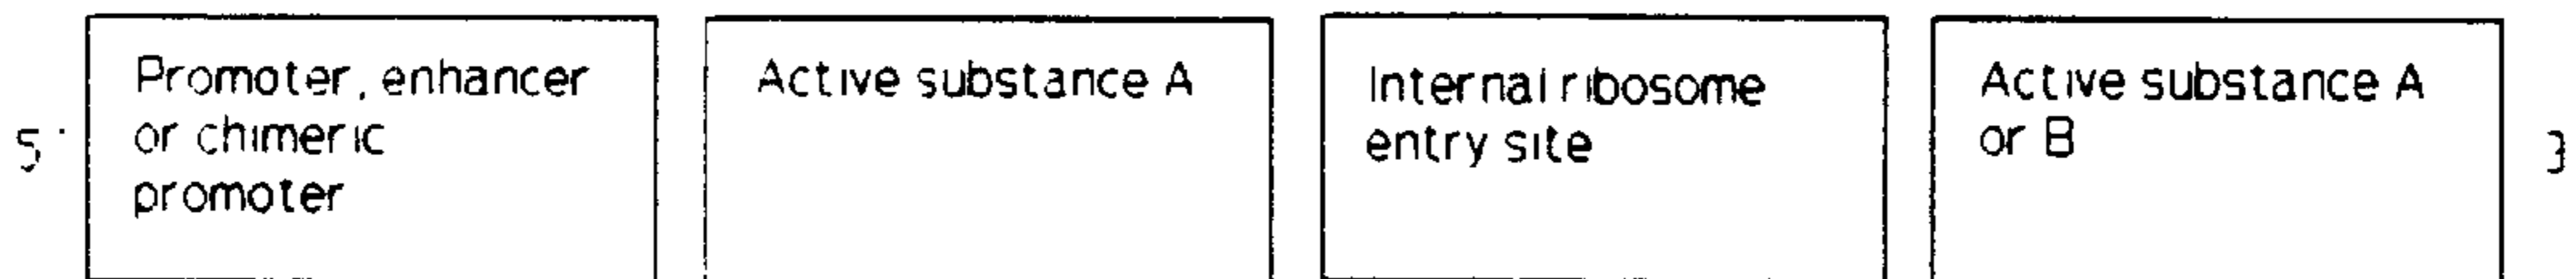 5'
Promoter, enhancer
or chimeric
promoter
Active substance A
Internal ribosome
entry site
Active substance A
or B
3